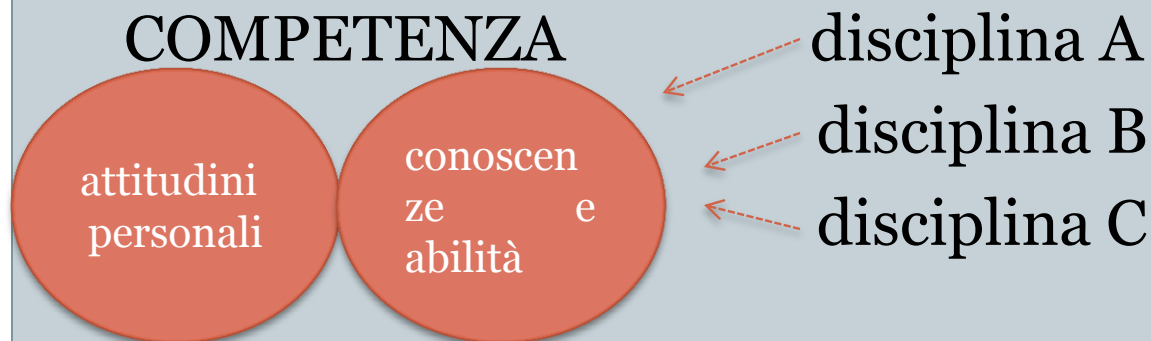 COMPETENZA
attitudini
personali
conoscen
ze e
abilità
disciplina A
disciplina B
disciplina C